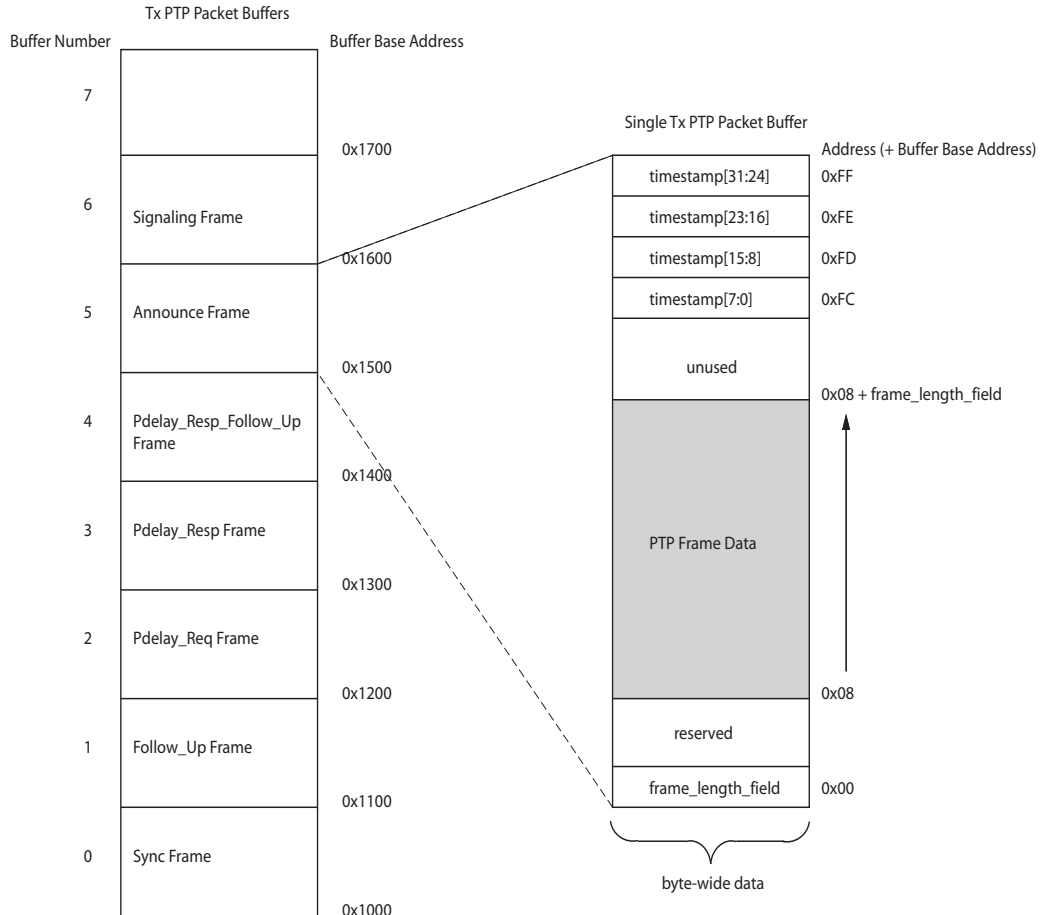 Tx PTP Packet Buffers
Buffer Number
Buffer Base Address
7
0x1700
6
Signaling Frame
0x1600
5
Announce Frame
0x1500
4
Pdelay_Resp_Follow_Up
Frame
0x1400
3
Pdelay_Resp Frame
0x1300
2
Pdelay_Req Frame
0x1200
1
Follow_Up Frame
0x1100
0
Sync Frame
0x1000
Single Tx PTP Packet Buffer
Address (+ Buffer Base Address)
timestamp[31:24]
0xFF
timestamp[23:16]
0xFE
timestamp[15:8]
0xFD
timestamp[7:0]
0xFC
unused
0x08 + frame_length_field
PTP Frame Data
0x08
reserved
frame_length_field
0x00
byte-wide data